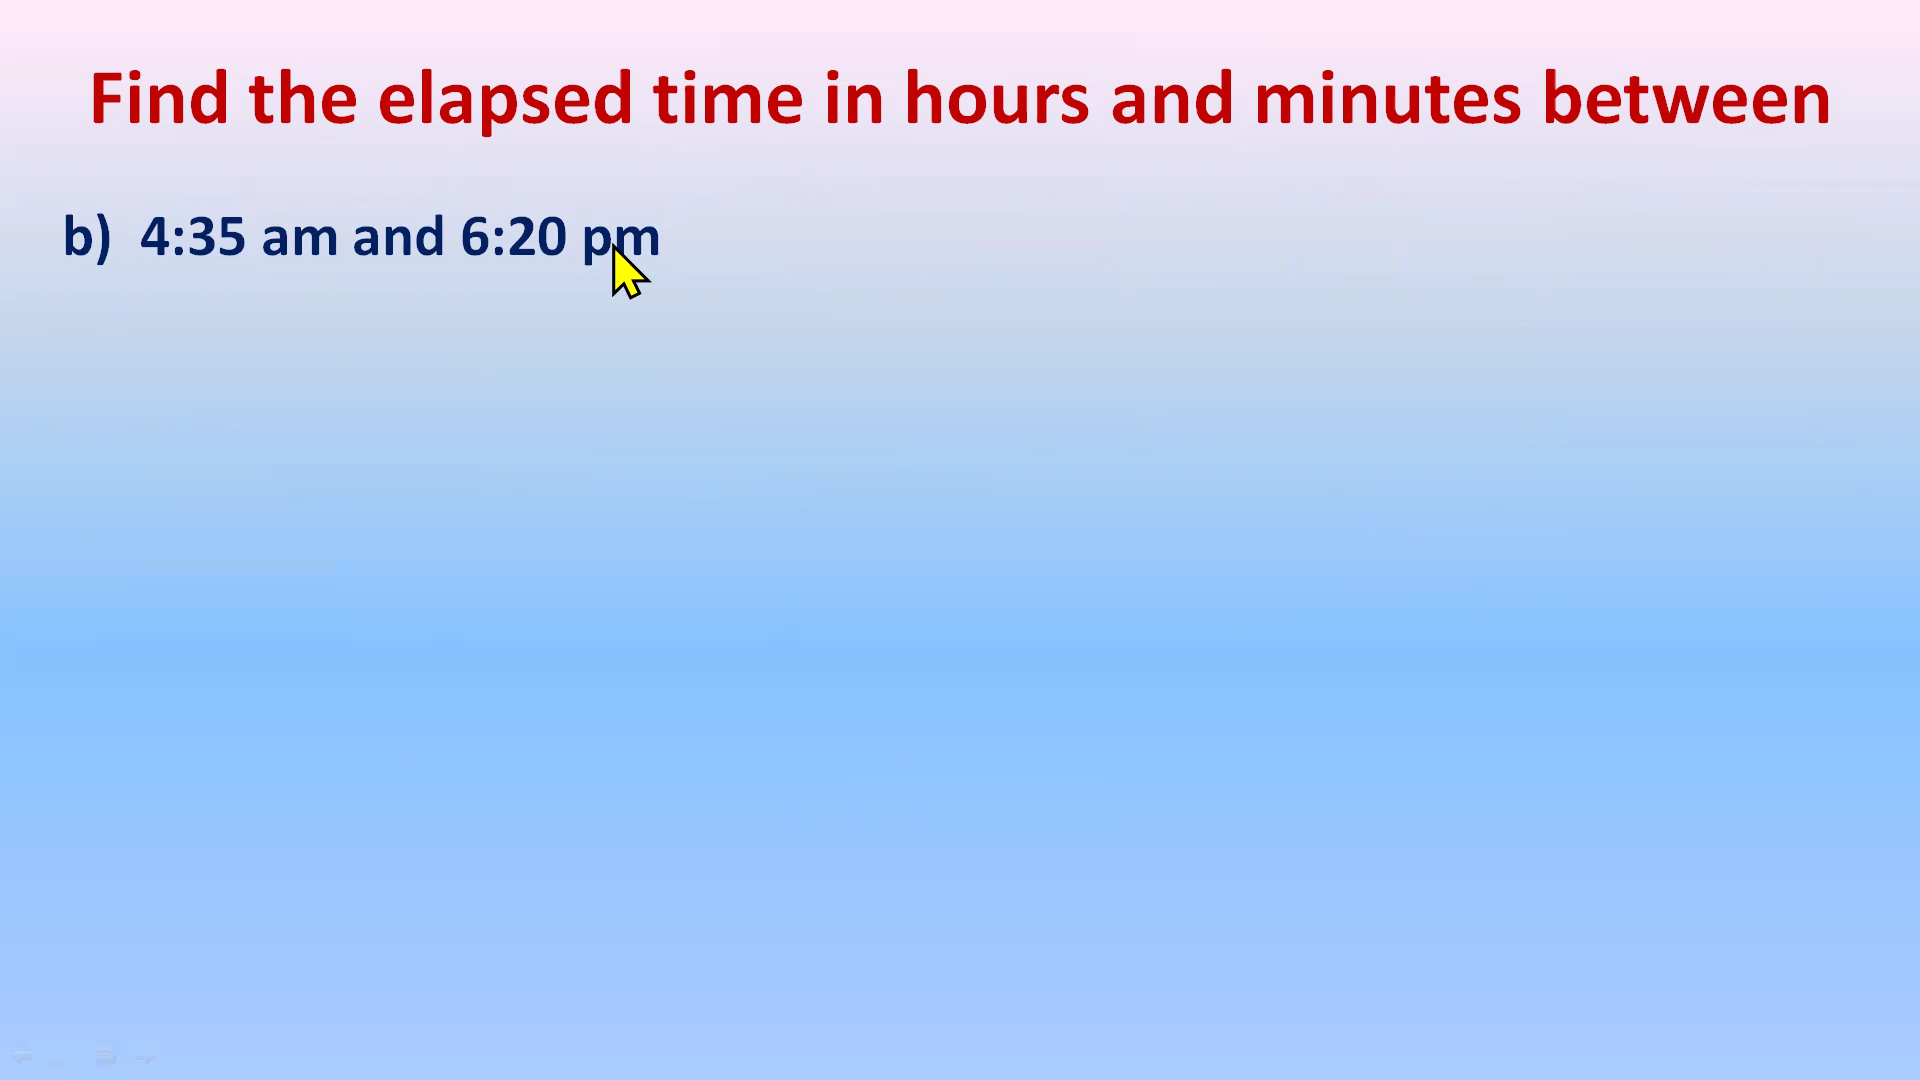 Find the elapsed time in hours and minutes between
b) 4:35 am and 6:20 pm